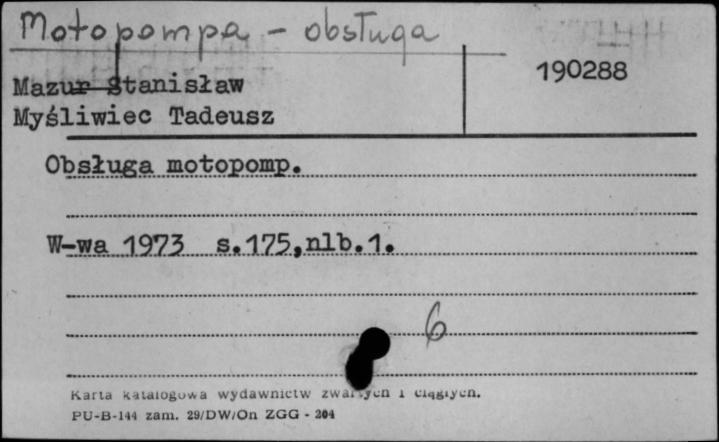 Motopompa - obsługa
190288
Mazur Stanisław
Myśliwiec Tadeusz
Obsługa motopomp.
W-wa 1973 s.175,nlb.1.
6
Karta katalogowa wydawnictw zwartych i ciągłych.
PU-B-144 zam. 29/DW/On ZGG - 204